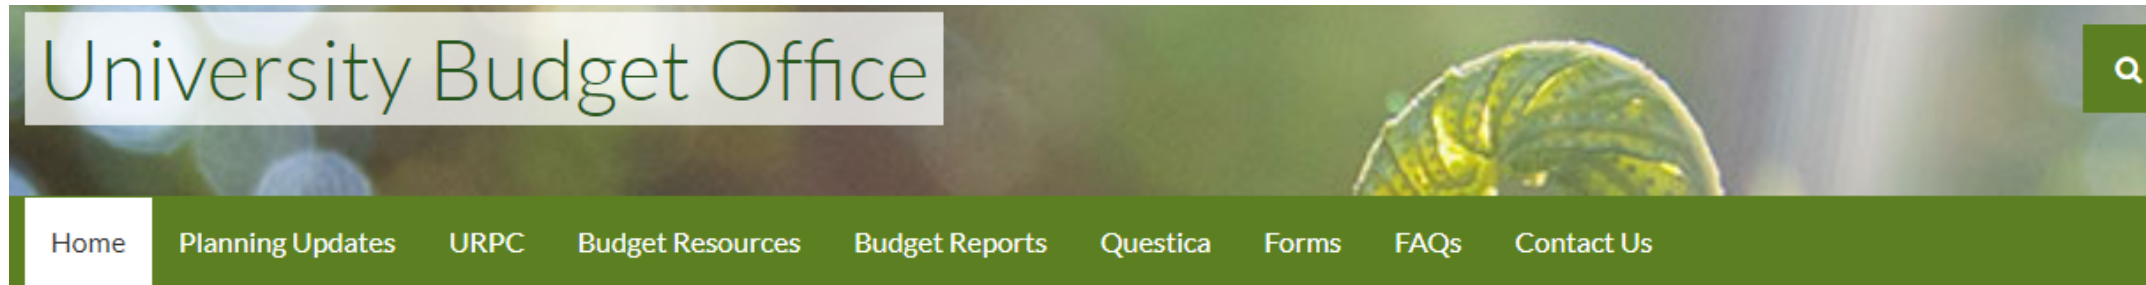 University Budget Office
Home Planning Updates URPC Budget Resources Budget Reports Questica Forms FAQs Contact Us